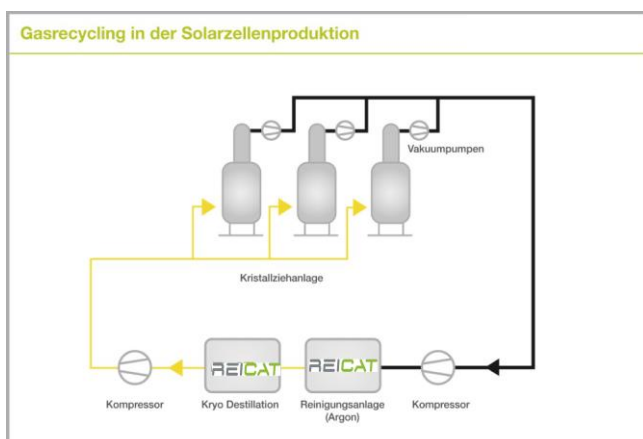 Gasrecycling in der Solarzellenproduktion
Vakuumpumpen
Kristallziehanlage
REICAT
REICAT
Kompressor
Kryo Destillation
Reinigungsanlage
(Argon)
Kompressor